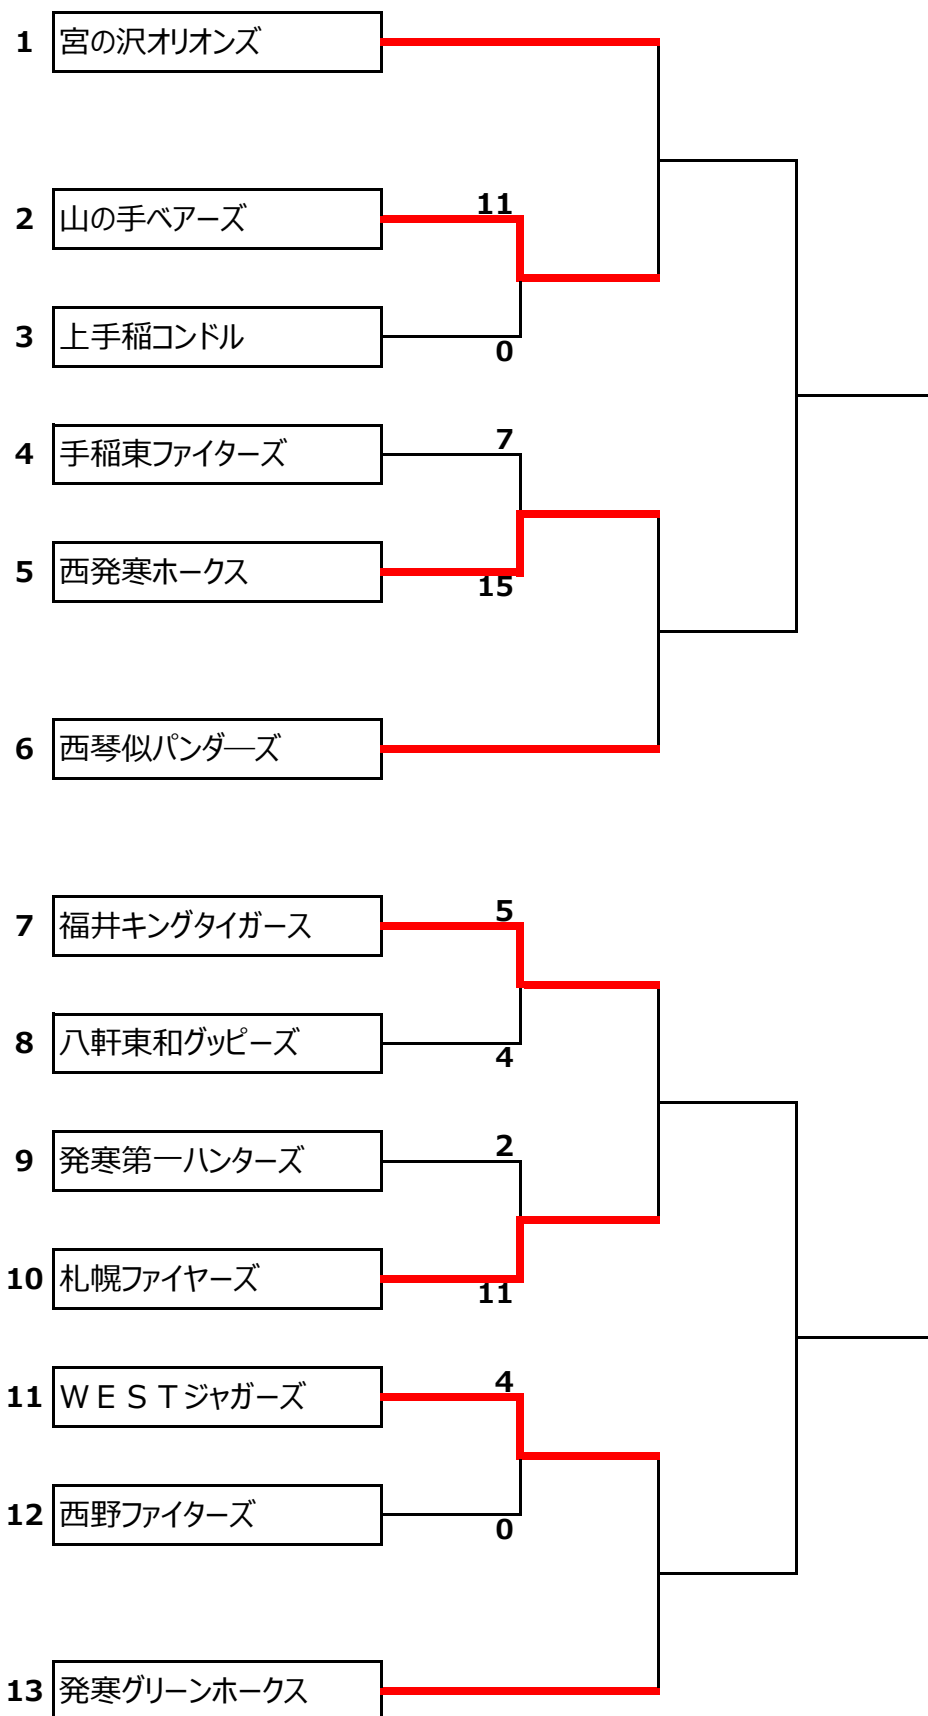 1 宮の沢オリオンズ
11
2 山の手ベアーズ
3 上手稲コンドル
0
7
4 手稲東ファイターズ
5 西発寒ホークス
15
6 西琴似パンダ―ズ
5
7 福井キングタイガース
8 八軒東和グッピーズ
4
2
9 発寒第一ハンターズ
10 札幌ファイヤーズ
11
4
11 ＷＥＳＴジャガーズ
12 西野ファイターズ
0
13 発寒グリーンホークス